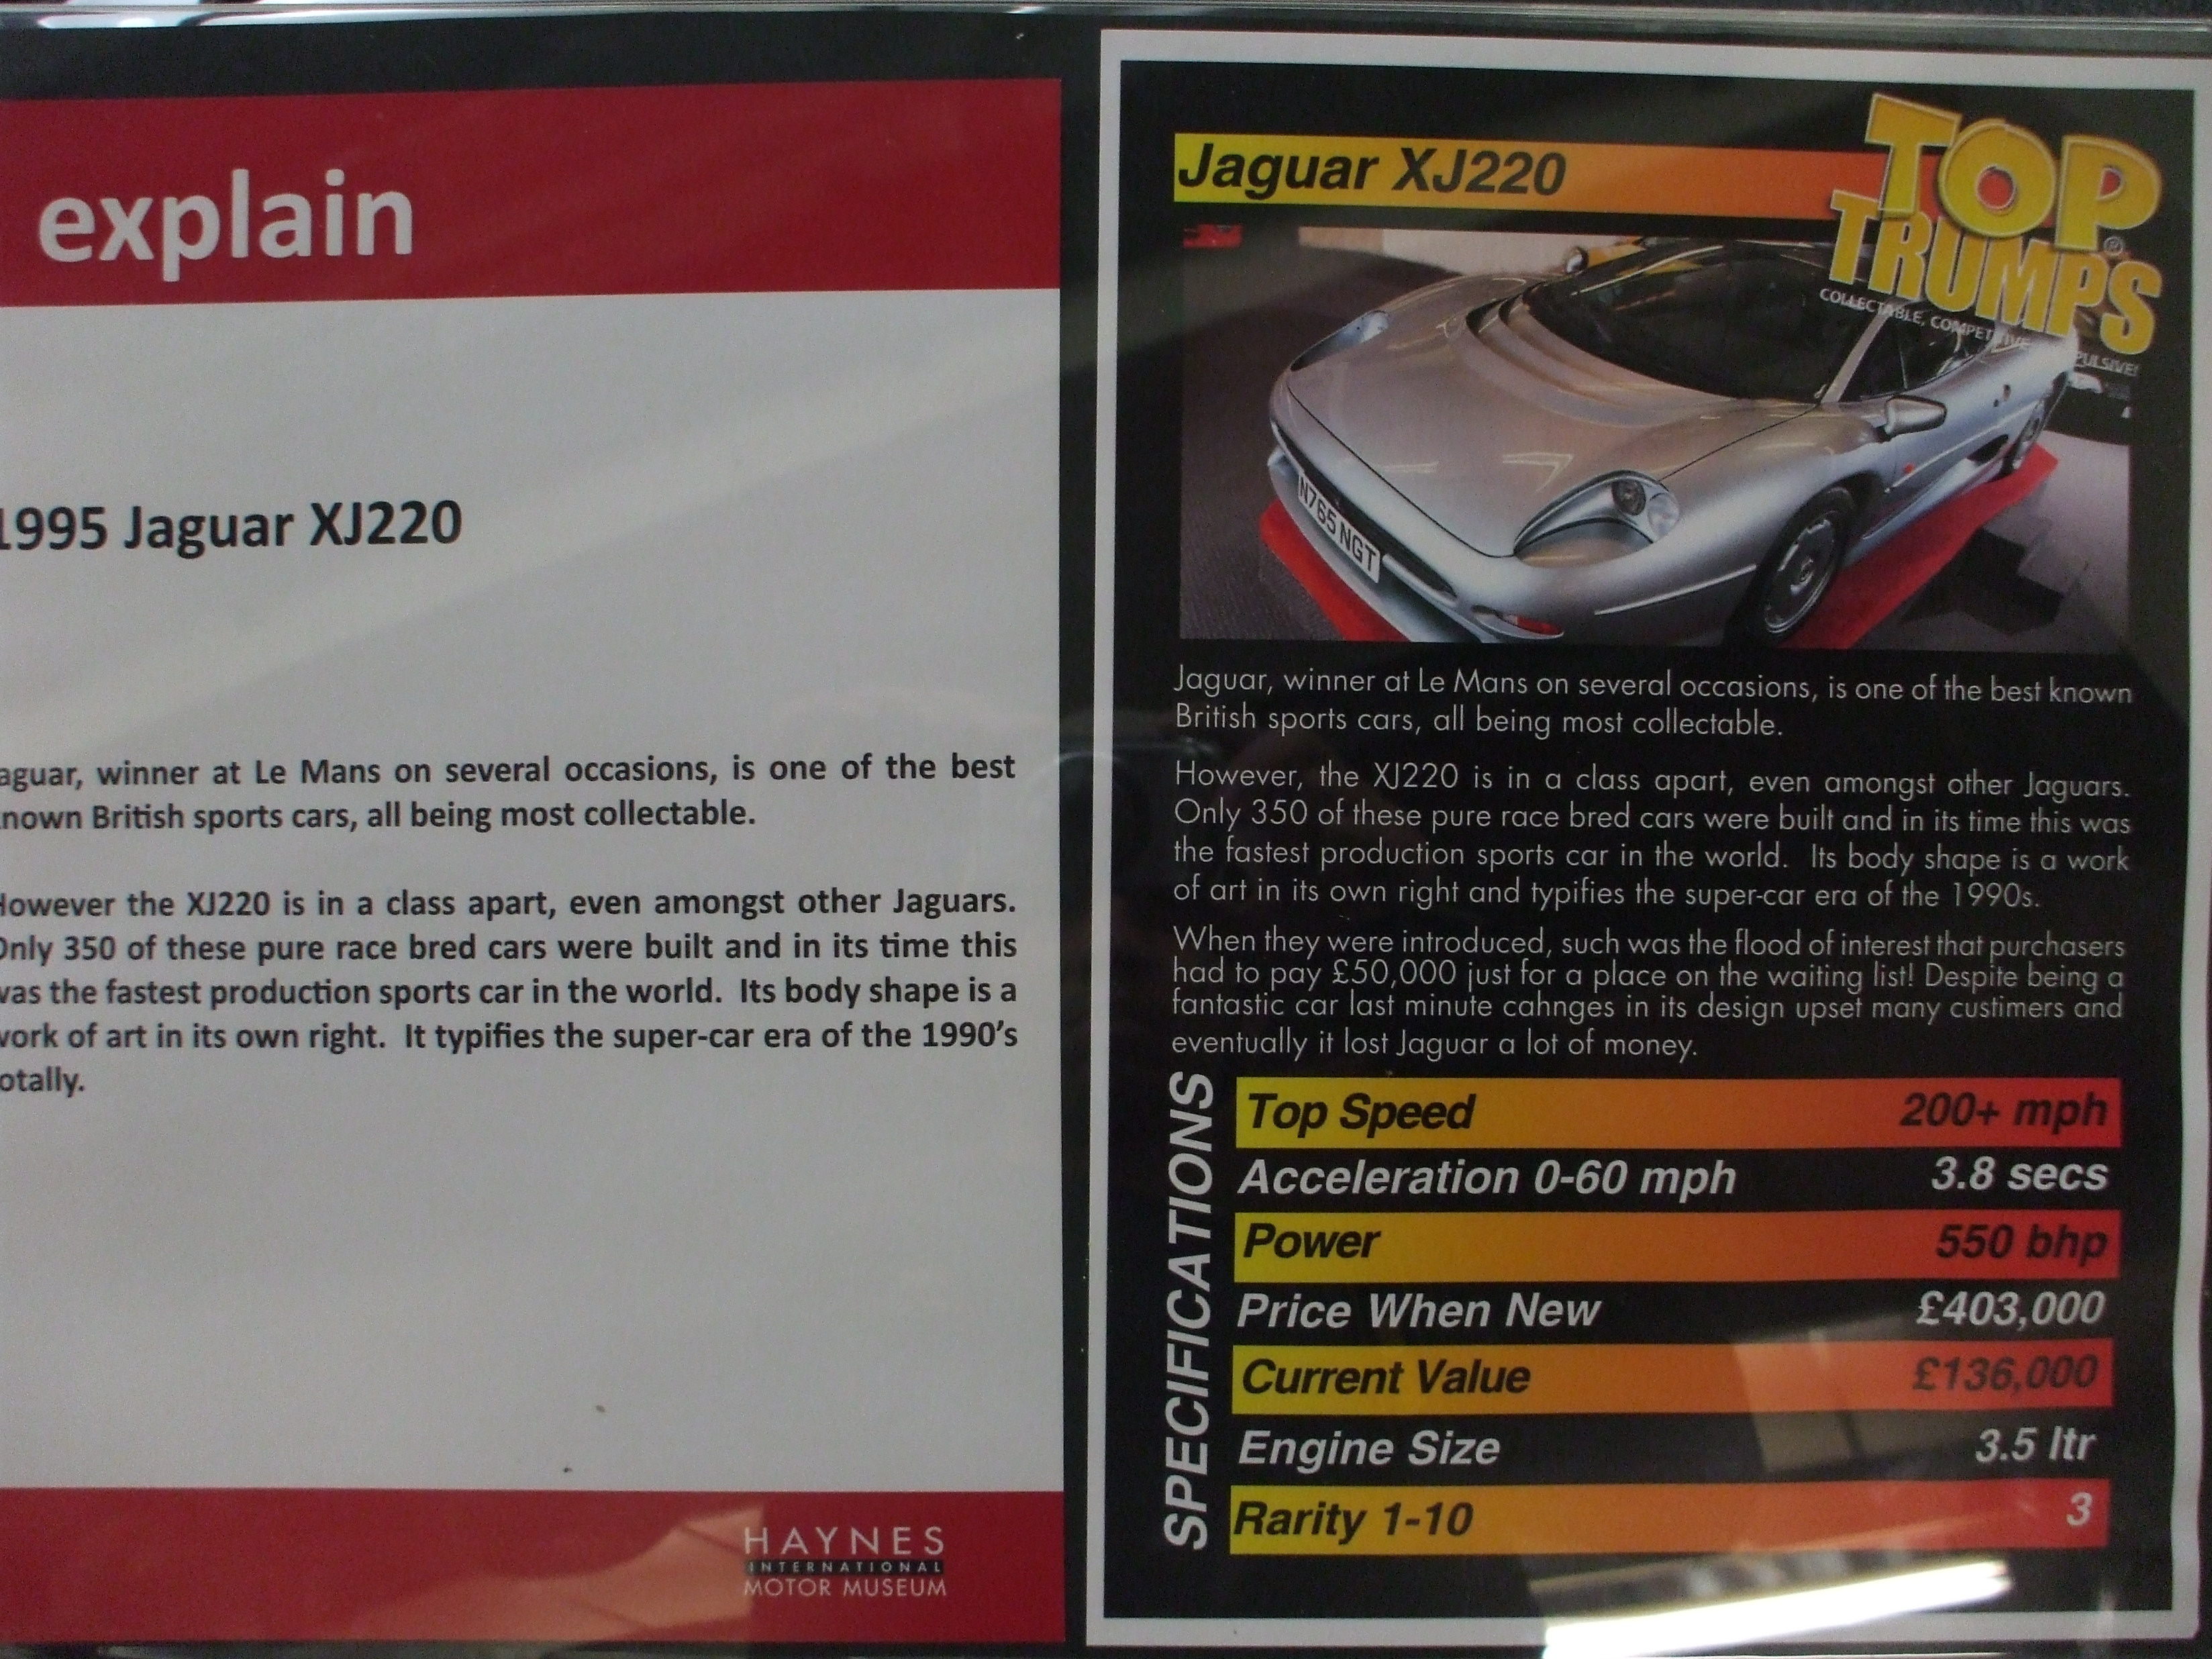 explain
1995 Jaguar XJ220
aguar, winner at Le Mans on several occasions, is one of the best
nown British sports cars, all being most collectable.
However the XJ220 is in a class apart, even amongst other Jaguars.
Only 350 of these pure race bred cars were built and in its time this
was the fastest production sports car in the world. Its body shape is a
work of art in its own right. It typifies the super-car era of the 1990's
otally.
HAYNES
INTERNATIONAL
MOTOR MUSEUM
Jaguar XJ220
TOP
TRUMPS
®
COLLECTABLE, COMPETITIVE PULSIVE!
N765 NGT
Jaguar, winner at Le Mans on several occasions, is one of the best known
British sports cars, all being most collectable.
However, the XJ220 is in a class apart, even amongst other Jaguars.
Only 350 of these pure race bred cars were built and in its time this was
the fastest production sports car in the world. Its body shape is a work
of art in its own right and typifies the super-car era of the 1990s.
When they were introduced, such was the flood of interest that purchasers
had to pay £50,000 just for a place on the waiting list! Despite being a
fantastic car last minute cahnges in its design upset many custimers and
eventually it lost Jaguar a lot of money.
SPECIFICATIONS
Top Speed 200+ mph
Acceleration 0-60 mph 3.8 secs
Power 550 bhp
Price When New £403,000
Current Value £136,000
Engine Size 3.5 ltr
Rarity 1-10 3